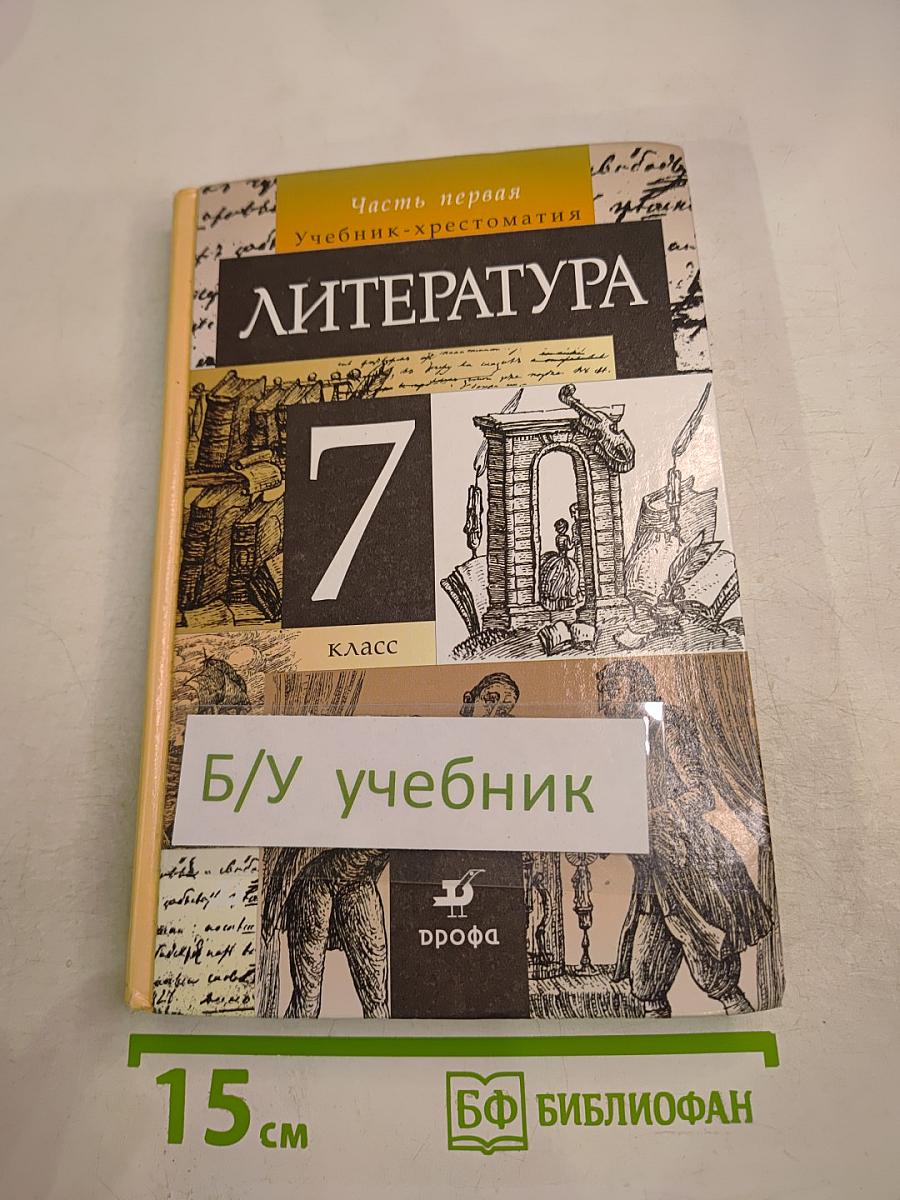 Часть первая
Учебник-хрестоматия
ЛИТЕРАТУРА
7
класс
Б/У учебник
дрофа
15 см
БФ БИБЛИОФАН